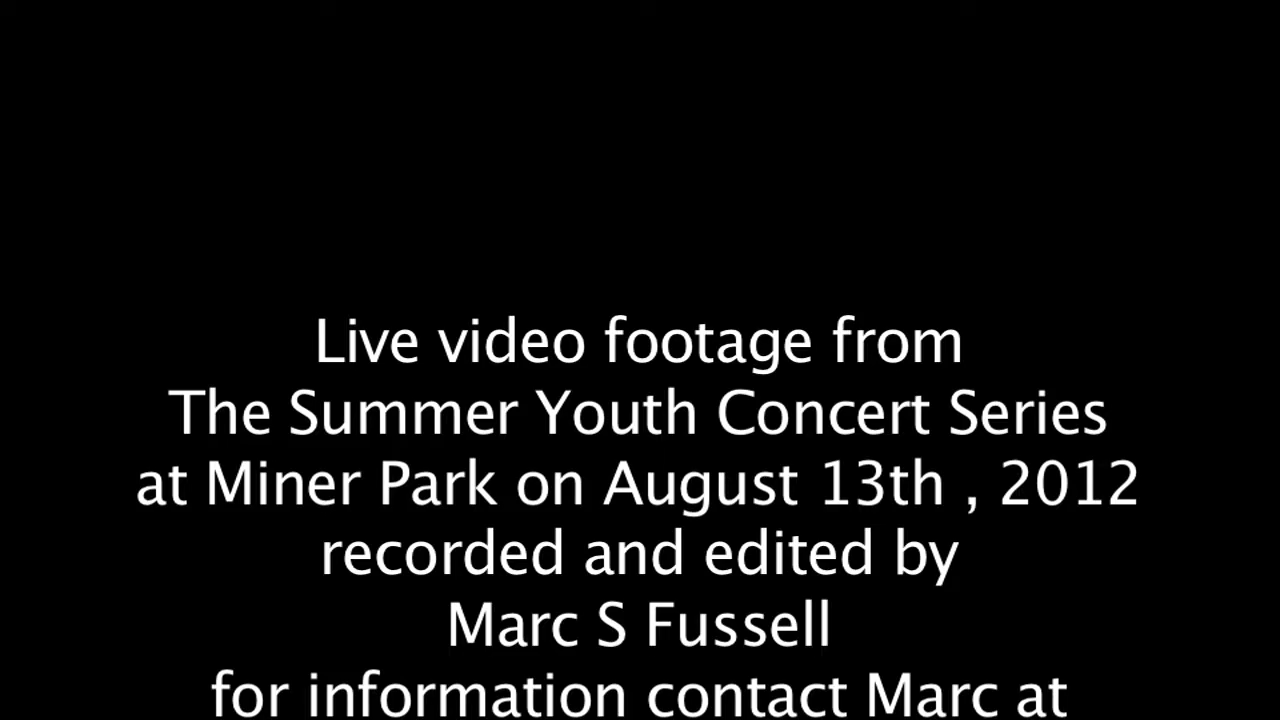 Live video footage from
The Summer Youth Concert Series
at Miner Park on August 13th , 2012
recorded and edited by
Marc S Fussell
for information contact Marc at